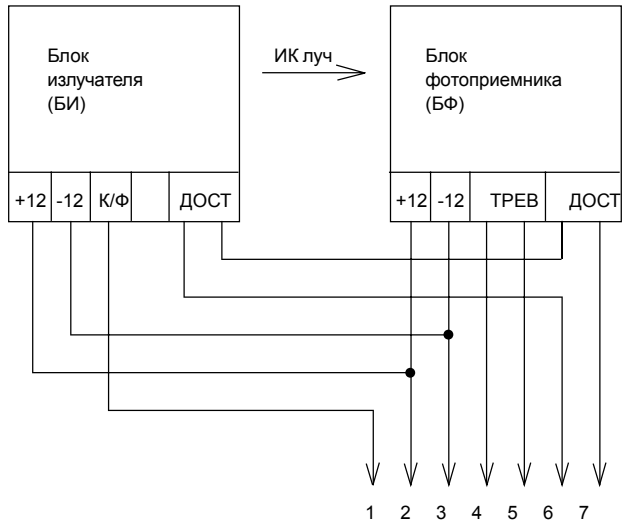 Блок
излучателя
(БИ)
ИК луч
Блок
фотоприемника
(БФ)
+12 -12 К/Ф ДОСТ
+12 -12 ТРЕВ ДОСТ
1 2 3 4 5 6 7